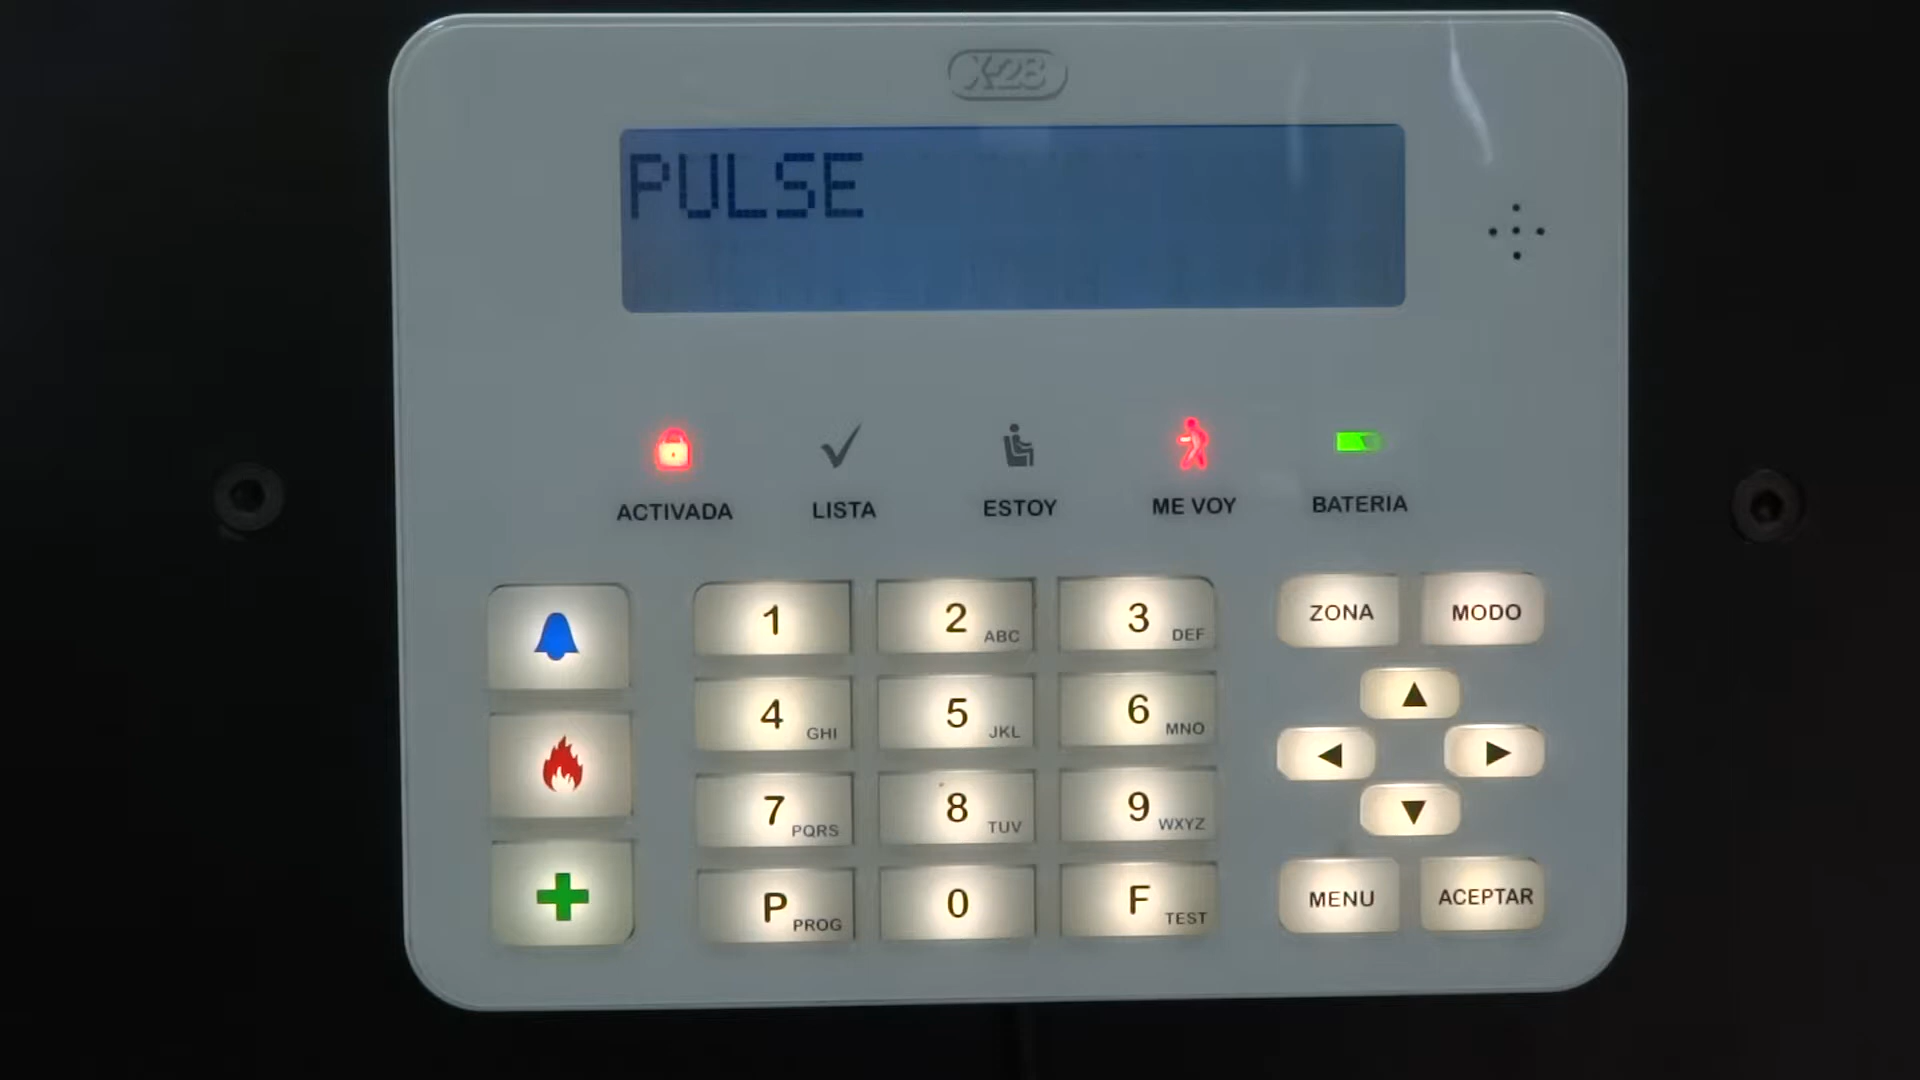 X-28
PULSE
ACTIVADA
LISTA
ESTOY
ME VOY
BATERIA
1
2 ABC
3 DEF
ZONA
MODO
4 GHI
5 JKL
6 MNO
7 PQRS
8 TUV
9 WXYZ
P PROG
0
F TEST
MENU
ACEPTAR